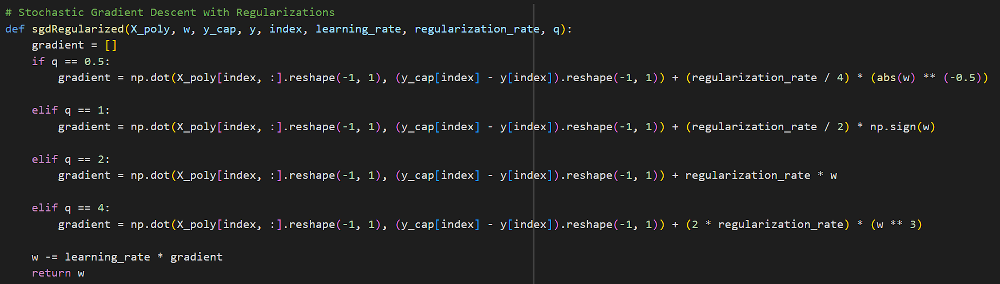 # Stochastic Gradient Descent with Regularizations
def sgdRegularized(X_poly, w, y_cap, y, index, learning_rate, regularization_rate, q):
    gradient = []
    if q == 0.5:
        gradient = np.dot(X_poly[index, :].reshape(-1, 1), (y_cap[index] - y[index]).reshape(-1, 1)) + (regularization_rate / 4) * (abs(w) ** (-0.5))
    elif q == 1:
        gradient = np.dot(X_poly[index, :].reshape(-1, 1), (y_cap[index] - y[index]).reshape(-1, 1)) + (regularization_rate / 2) * np.sign(w)
    elif q == 2:
        gradient = np.dot(X_poly[index, :].reshape(-1, 1), (y_cap[index] - y[index]).reshape(-1, 1)) + regularization_rate * w
    elif q == 4:
        gradient = np.dot(X_poly[index, :].reshape(-1, 1), (y_cap[index] - y[index]).reshape(-1, 1)) + (2 * regularization_rate) * (w ** 3)
    w -= learning_rate * gradient
    return w